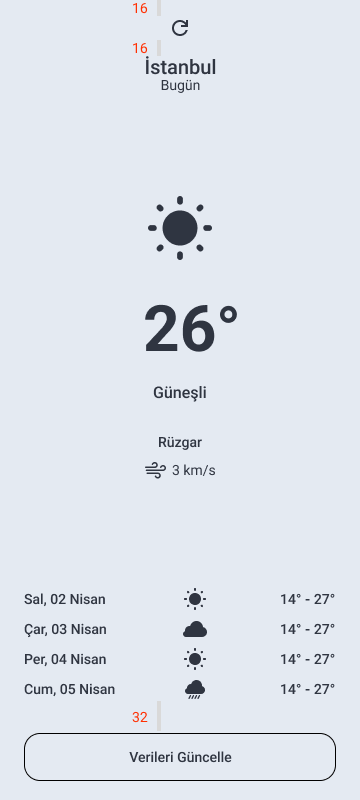 16
16
İstanbul
Bugün
26°
Güneşli
Rüzgar
3 km/s
Sal, 02 Nisan 14° - 27°
Çar, 03 Nisan 14° - 27°
Per, 04 Nisan 14° - 27°
Cum, 05 Nisan 14° - 27°
32
Verileri Güncelle